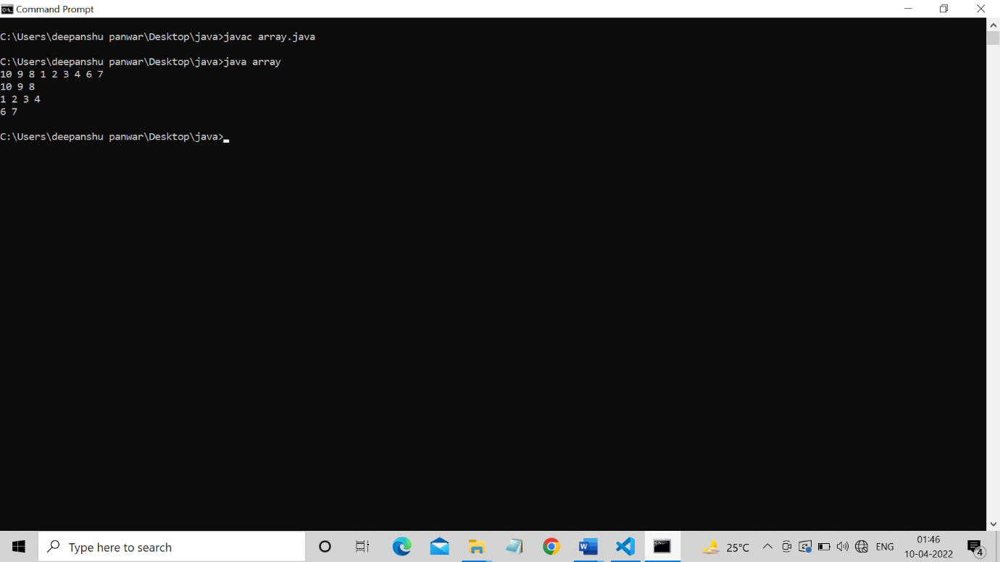 Command Prompt
C:\Users\deepanshu panwar\Desktop\java>javac array.java
C:\Users\deepanshu panwar\Desktop\java>java array
10 9 8 1 2 3 4 6 7
10 9 8
1 2 3 4
6 7
C:\Users\deepanshu panwar\Desktop\java>
Type here to search
25°C
ENG
01:46
10-04-2022
4